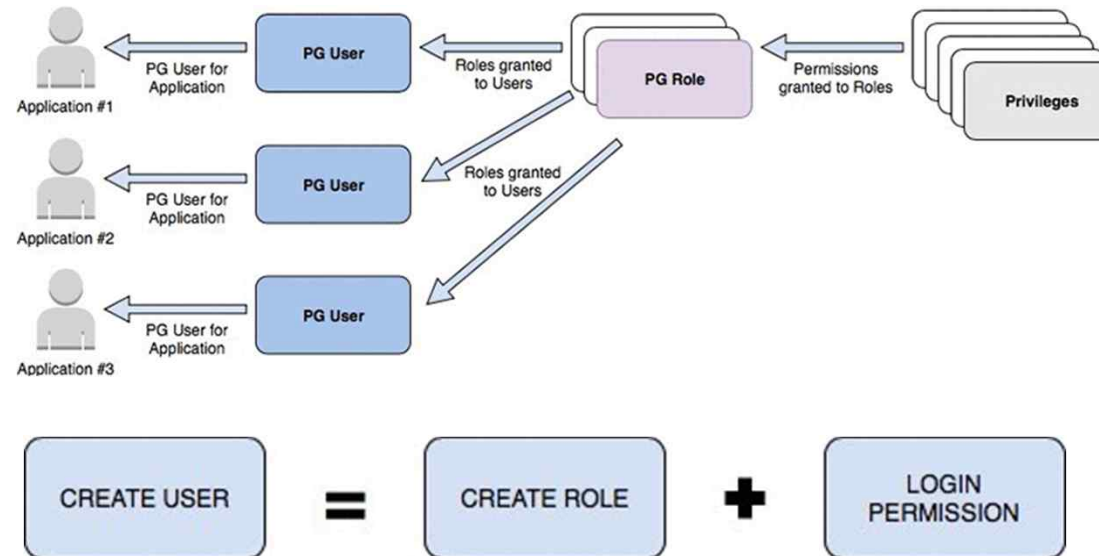 PG User for
Application
Application #1
PG User
Roles granted
to Users
PG Role
Permissions
granted to Roles
Privileges
PG User for
Application
Application #2
PG User
Roles granted
to Users
PG User for
Application
Application #3
PG User
CREATE USER
=
CREATE ROLE
+
LOGIN
PERMISSION